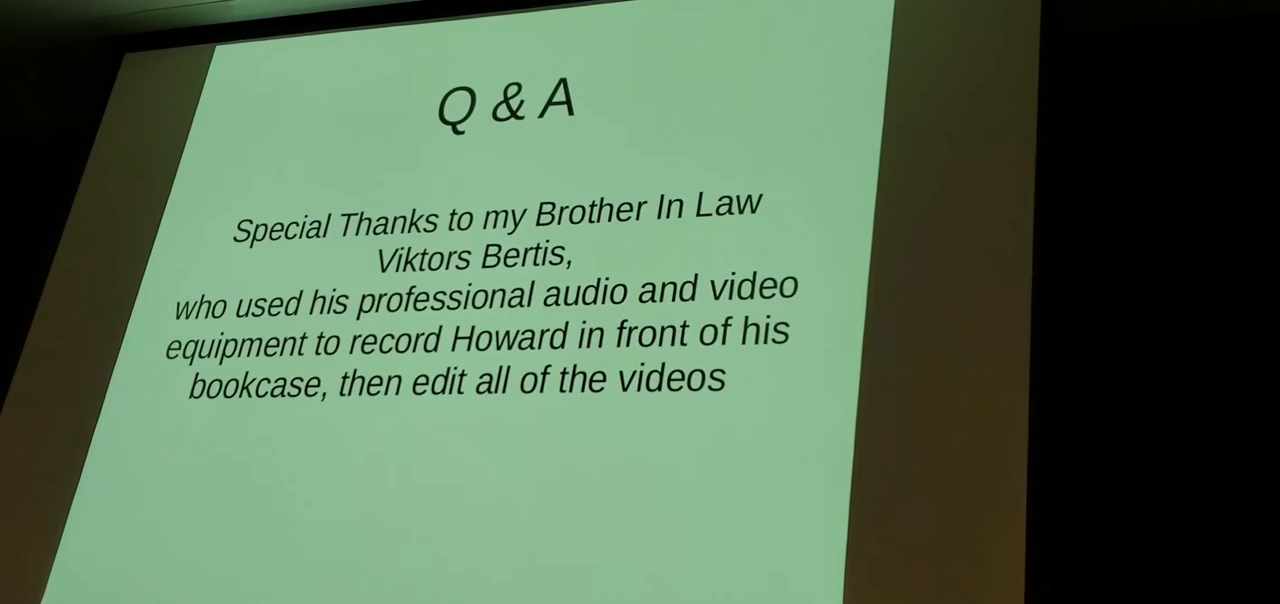 Q & A
Special Thanks to my Brother In Law
Viktors Bertis,
who used his professional audio and video
equipment to record Howard in front of his
bookcase, then edit all of the videos